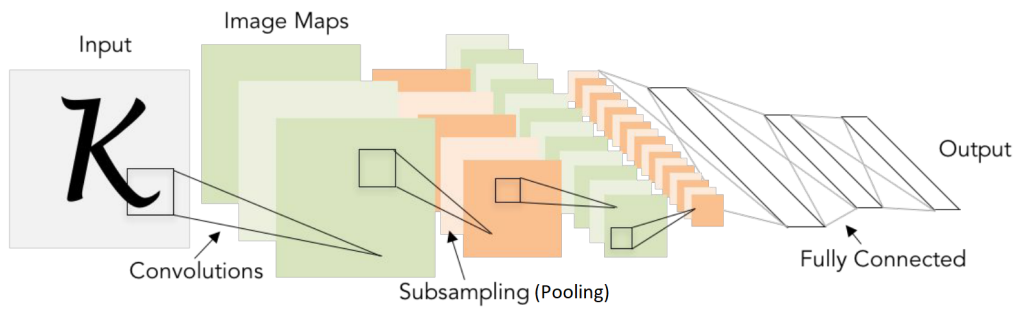 Image Maps
Input
K
Output
Fully Connected
Convolutions
Subsampling (Pooling)